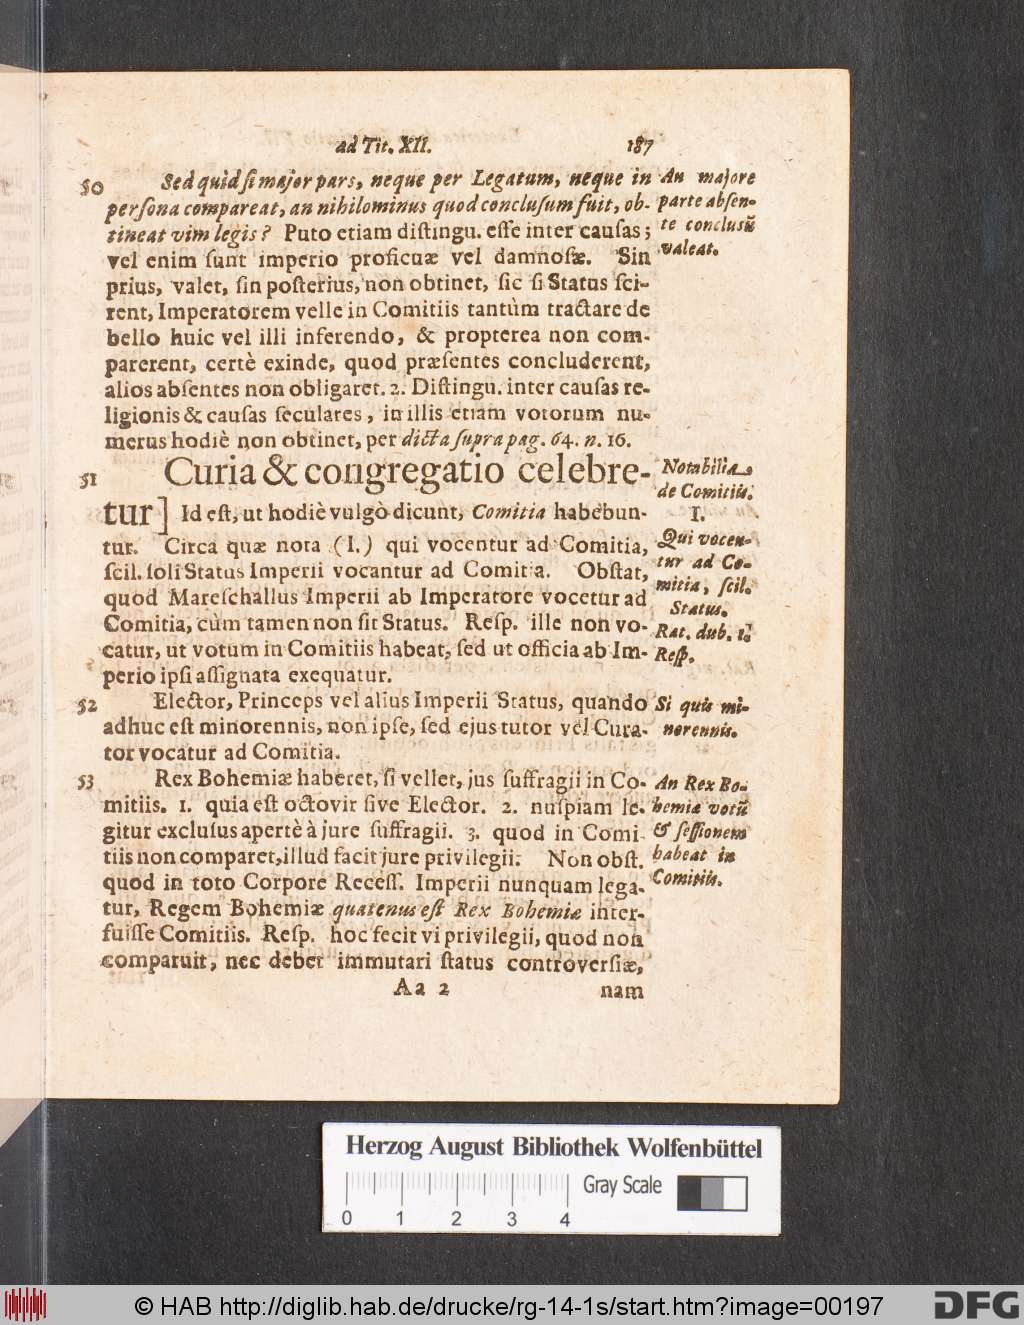 ad Tit. XII. 187
50 Sed quid ſi major pars, neque per Legatum, neque in
perſona compareat, an nihilominus quod concluſum fuit, ob-
tineat vim legis? Puto etiam diſtingu. eſſe inter cauſas;
vel enim ſunt imperio proficuæ vel damnoſæ. Sin
prius, valet, ſin poſterius, non obtinet, ſic ſi Status ſci-
rent, Imperatorem velle in Comitiis tantùm tractare de
bello huic vel illi inferendo, & propterea non com-
parerent, certè exinde, quod præſentes concluderent,
alios abſentes non obligaret. 2. Diſtingu. inter cauſas re-
ligionis & cauſas ſeculares, in illis etiam votorum nu-
merus hodiè non obtinet, per dicta ſupra pag. 64. n. 16.
An majore
parte abſen-
te conclusũ
valeat.
51 Curia & congregatio celebre-
tur] Id eſt, ut hodiè vulgò dicunt, Comitia habebun-
tur. Circa quæ nota (I.) qui vocentur ad Comitia,
ſcil. ſoli Status Imperii vocantur ad Comitia. Obſtat,
quod Mareſchallus Imperii ab Imperatore vocetur ad
Comitia, cùm tamen non ſit Status. Reſp. ille non vo-
catur, ut votum in Comitiis habeat, ſed ut officia ab Im-
perio ipſi aſſignata exequatur.
Notabilia
de Comitiis.
I.
Qui vocen-
tur ad Co-
mitia, ſcil.
Status.
Rat. dub. 1.
Reſp.
52 Elector, Princeps vel alius Imperii Status, quando
adhuc eſt minorennis, non ipſe, ſed ejus tutor vel Cura-
tor vocatur ad Comitia.
Si quis mi-
norennis.
53 Rex Bohemiæ haberet, ſi vellet, jus ſuffragii in Co-
mitiis. 1. quia eſt octovir ſive Elector. 2. nuſpiam le-
gitur excluſus apertè à jure ſuffragii. 3. quod in Comi-
tiis non comparet, illud facit jure privilegii. Non obſt.
quod in toto Corpore Receſſ. Imperii nunquam lega-
tur, Regem Bohemiæ quatenus eſt Rex Bohemiæ inter-
fuiſſe Comitiis. Reſp. hoc fecit vi privilegii, quod non
comparuit, nec debet immutari ſtatus controverſiæ,
An Rex Bo-
hemiæ votũ
& ſeſſionem
habeat in
Comitiis.
Aa 2 nam
Herzog August Bibliothek Wolfenbüttel
Gray Scale
0 1 2 3 4
© HAB http://diglib.hab.de/drucke/rg-14-1s/start.htm?image=00197
DFG